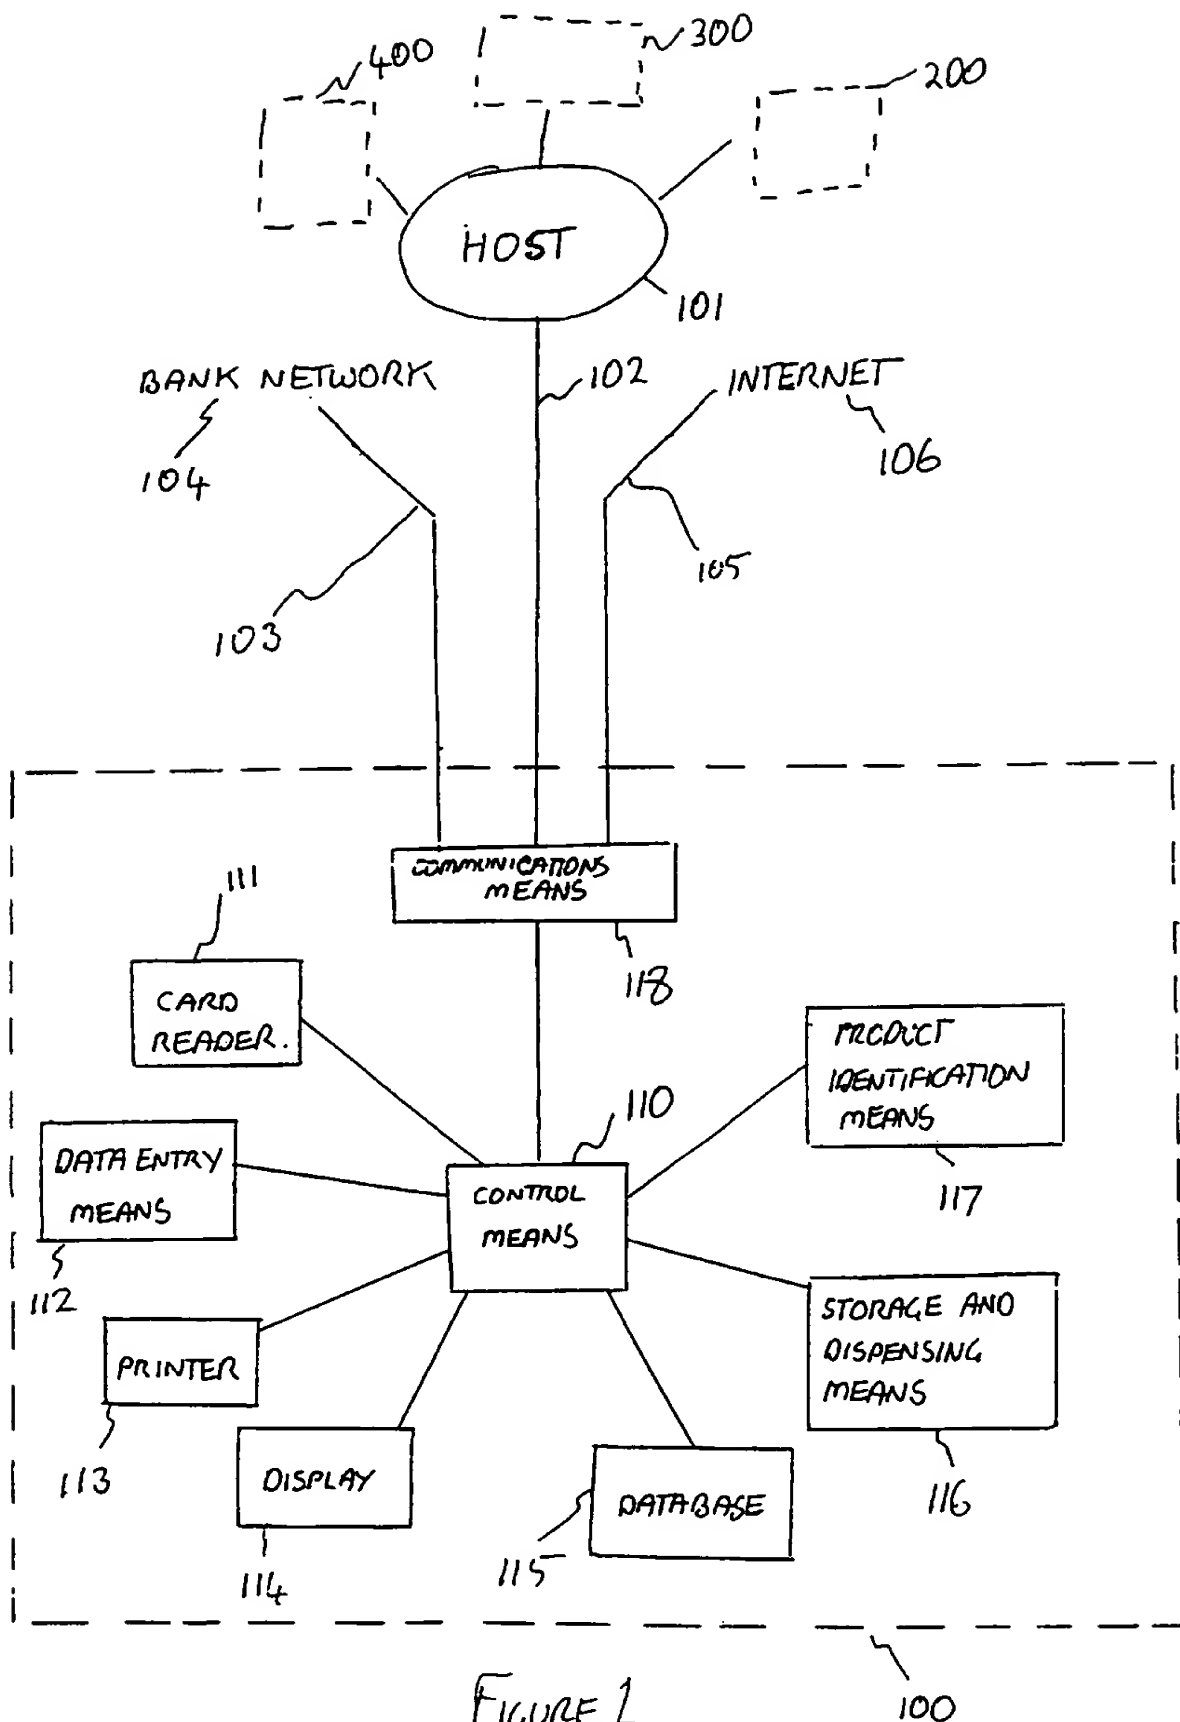 400
300
200
HOST
101
BANK NETWORK
102
INTERNET
104
106
103
105
COMMUNICATIONS
MEANS
111
118
CARD
READER.
PRODUCT
IDENTIFICATION
MEANS
110
117
DATA ENTRY
MEANS
CONTROL
MEANS
112
STORAGE AND
DISPENSING
MEANS
PRINTER
113
DISPLAY
DATABASE
116
114
115
100
FIGURE 1